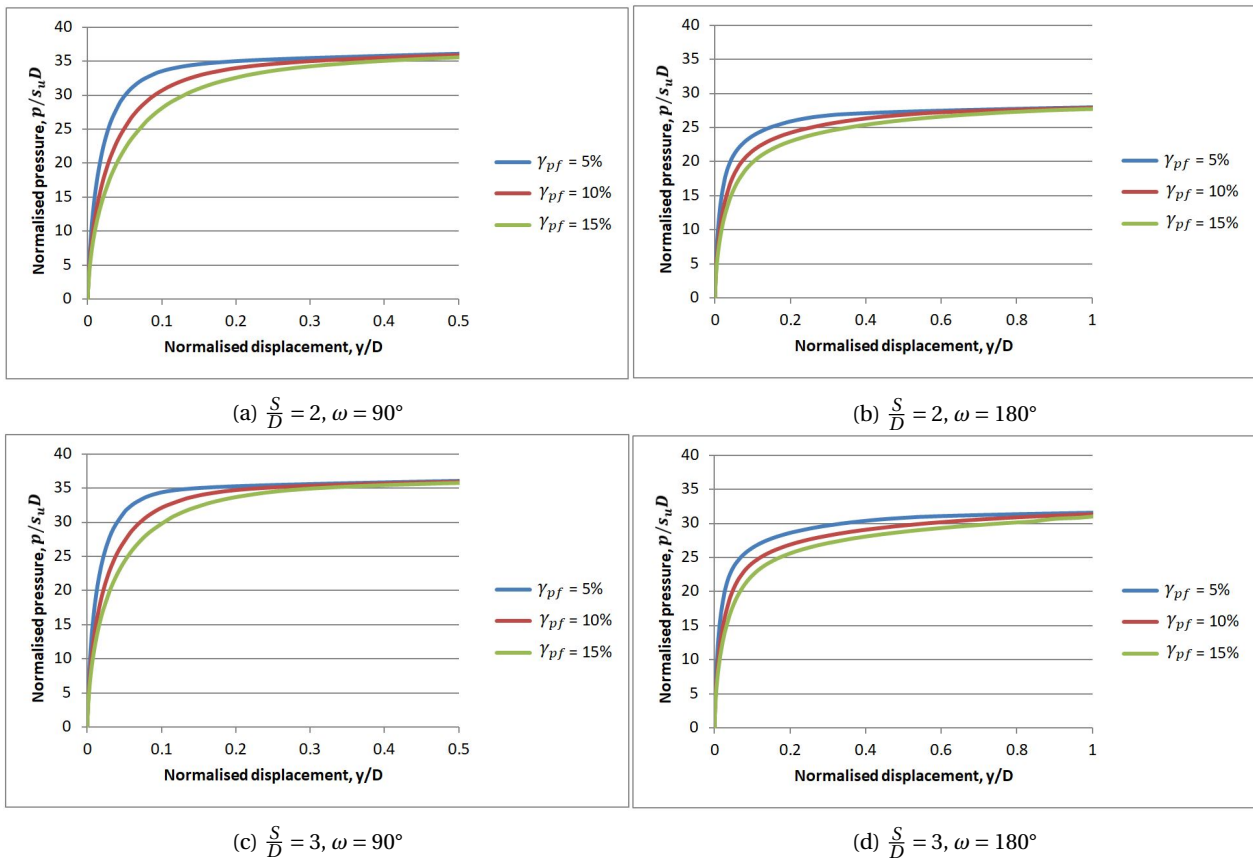 40
35
30
25
20
15
10
5
0
Normalised pressure, p/s_uD
0 0.1 0.2 0.3 0.4 0.5
Normalised displacement, y/D
γ_pf = 5%
γ_pf = 10%
γ_pf = 15%
(a) S/D = 2, ω = 90°
40
35
30
25
20
15
10
5
0
Normalised pressure, p/s_uD
0 0.2 0.4 0.6 0.8 1
Normalised displacement, y/D
γ_pf = 5%
γ_pf = 10%
γ_pf = 15%
(b) S/D = 2, ω = 180°
40
35
30
25
20
15
10
5
0
Normalised pressure, p/s_uD
0 0.1 0.2 0.3 0.4 0.5
Normalised displacement, y/D
γ_pf = 5%
γ_pf = 10%
γ_pf = 15%
(c) S/D = 3, ω = 90°
40
35
30
25
20
15
10
5
0
Normalised pressure, p/s_uD
0 0.2 0.4 0.6 0.8 1
Normalised displacement, y/D
γ_pf = 5%
γ_pf = 10%
γ_pf = 15%
(d) S/D = 3, ω = 180°